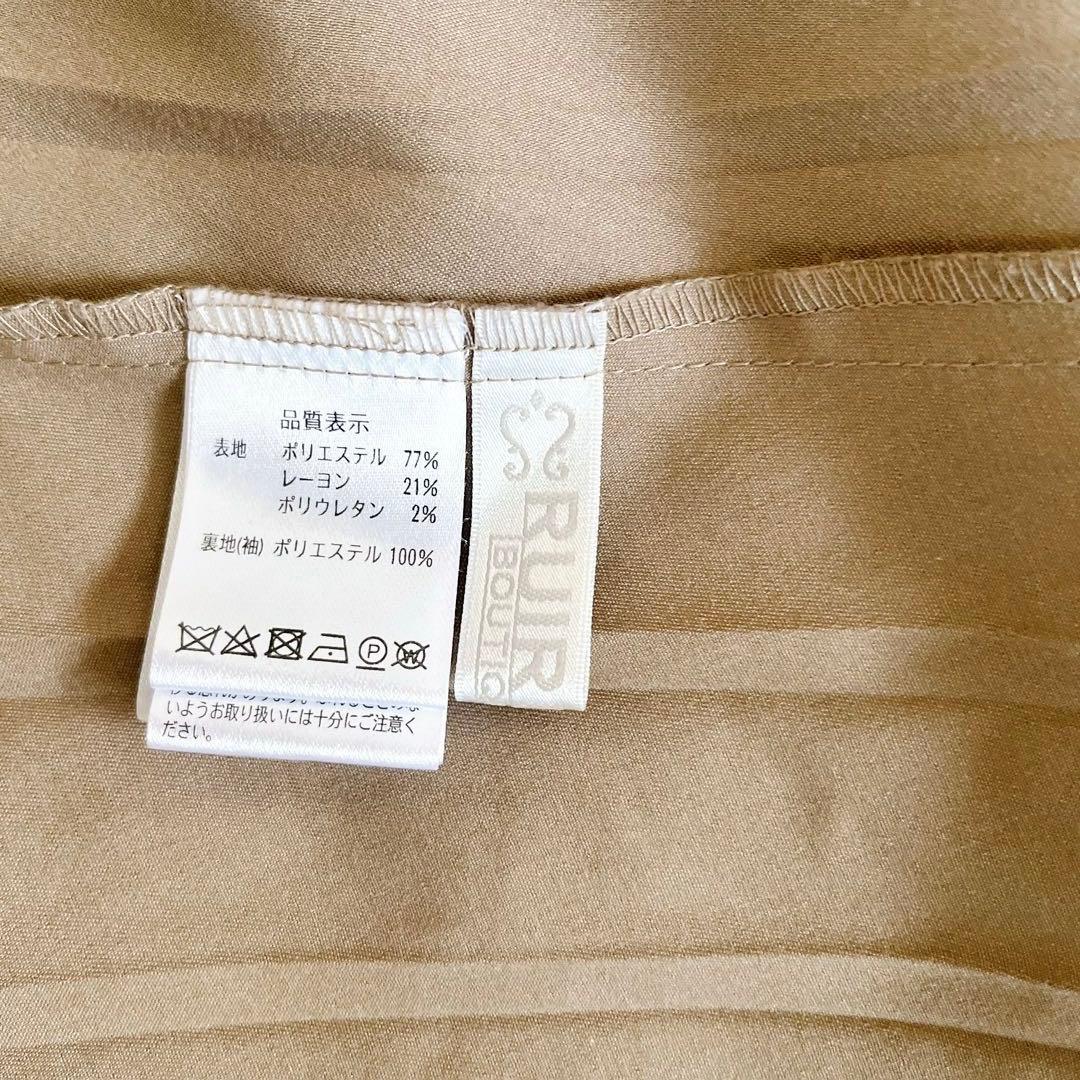 品質表示
表地 ポリエステル 77%
レーヨン 21%
ポリウレタン 2%
裏地(袖) ポリエステル 100%
P
W
いようお取り扱いには十分にご注意く
ださい。
RUIR
BOUTIQ